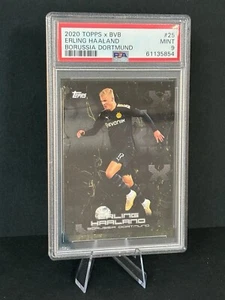 2020 TOPPS x BVB #25
ERLING HAALAND MINT
BORUSSIA DORTMUND 9
PSA 61135854
Topps
ERLING
HAALAND
BORUSSIA DORTMUND